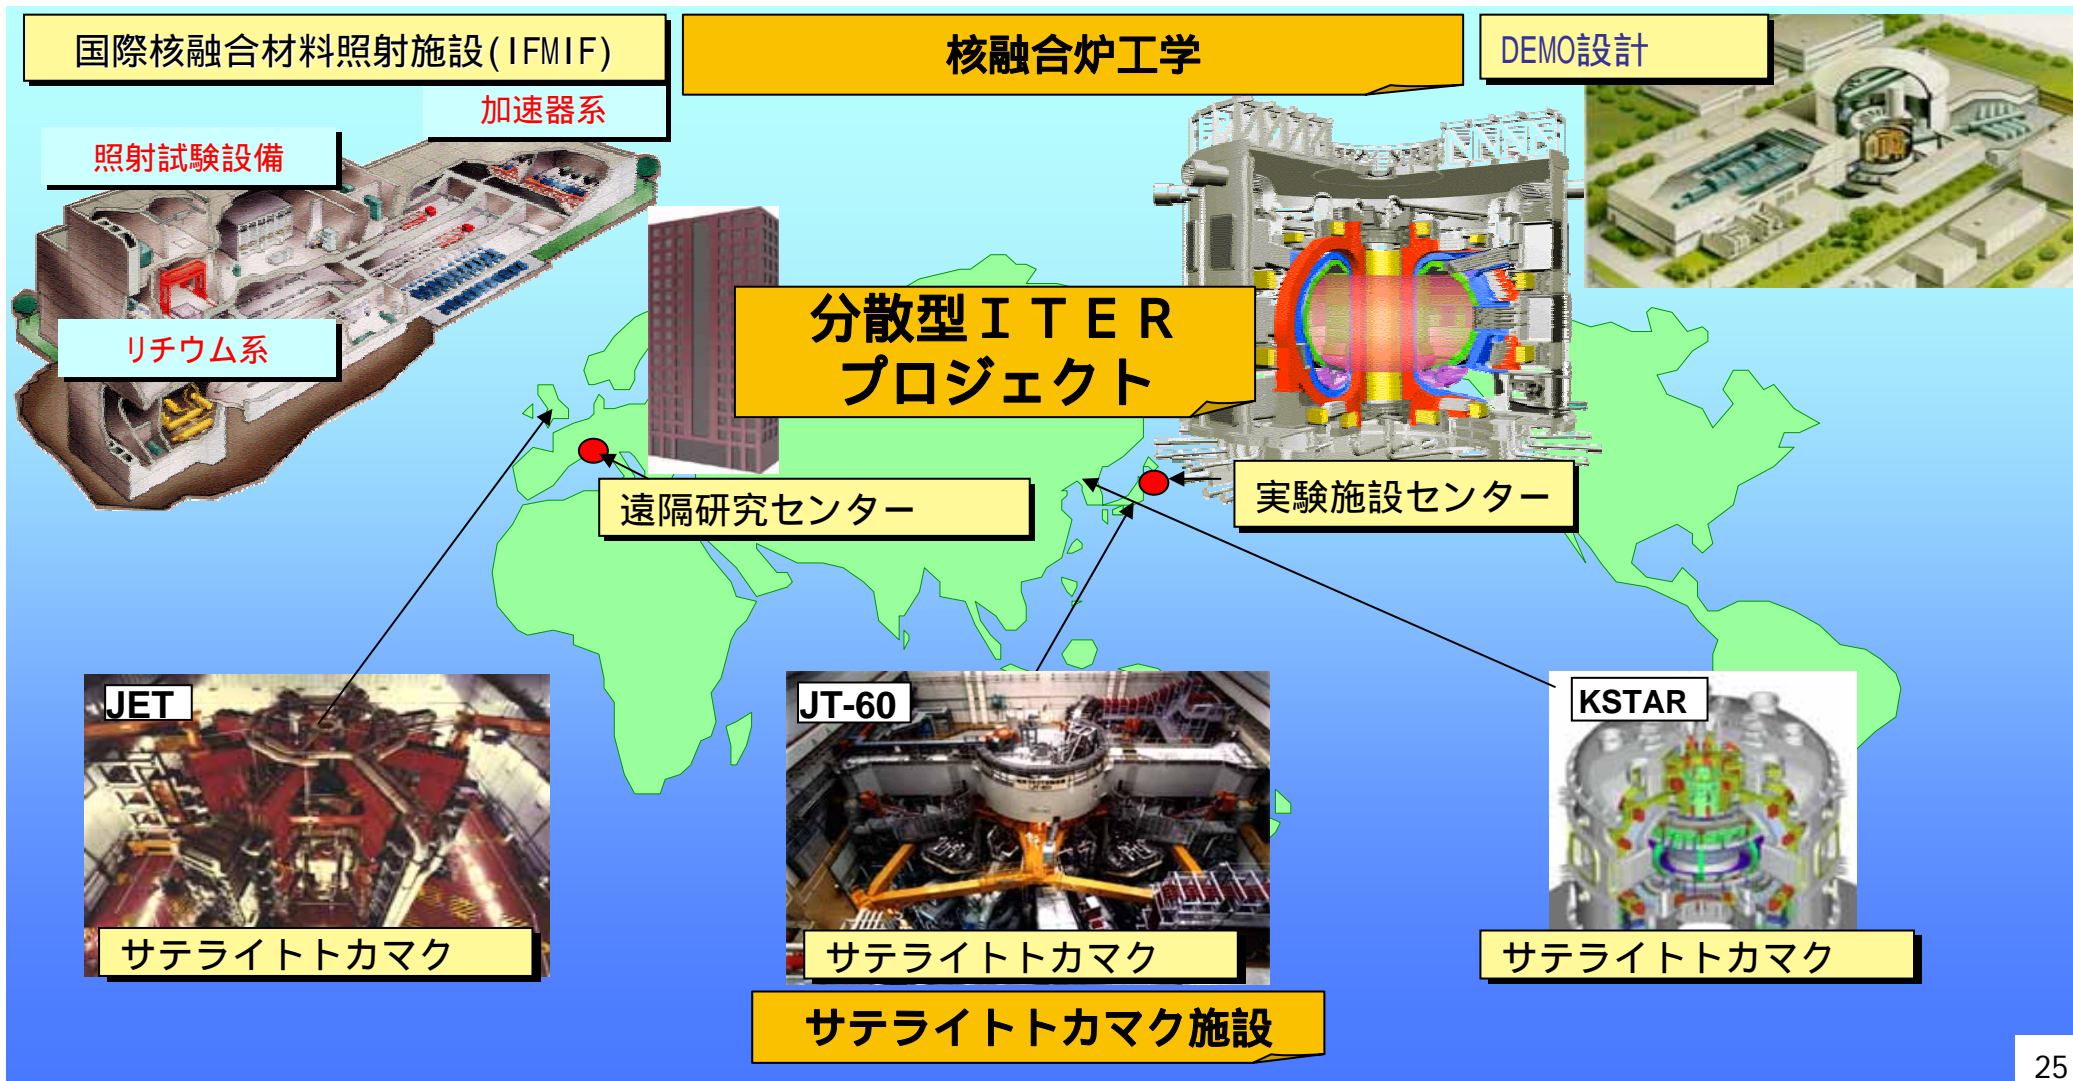 国際核融合材料照射施設(IFMIF)
核融合炉工学
DEMO設計
加速器系
照射試験設備
リチウム系
分散型ITER
プロジェクト
遠隔研究センター
実験施設センター
JET
JT-60
KSTAR
サテライトトカマク
サテライトトカマク
サテライトトカマク
サテライトトカマク施設
25